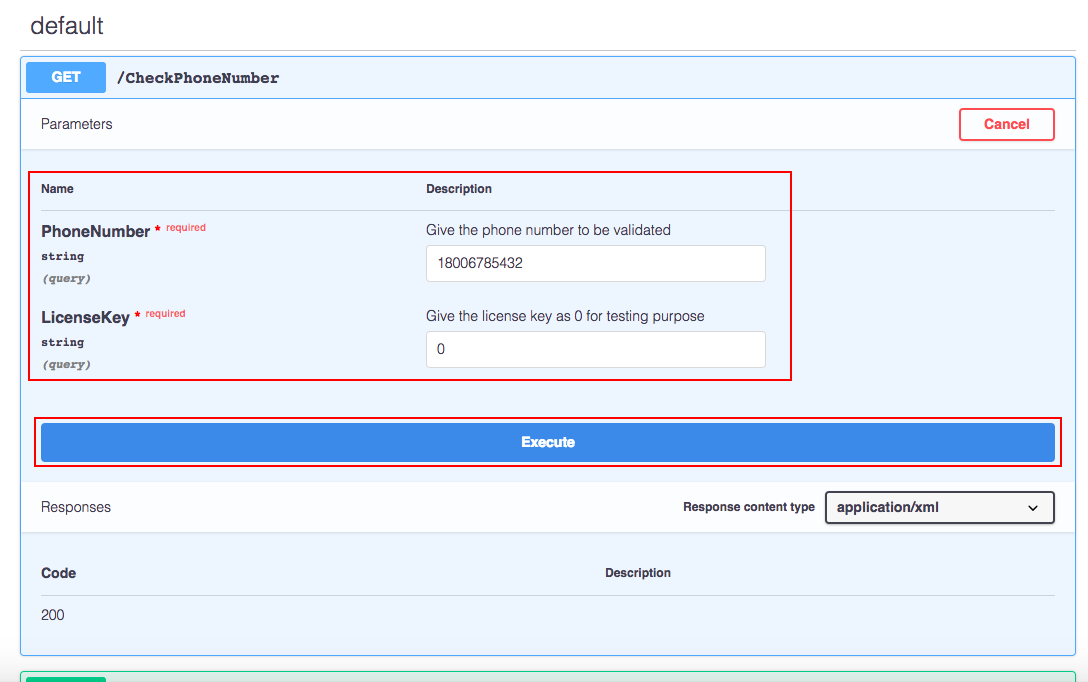 default
GET /CheckPhoneNumber
Parameters Cancel
Name Description
PhoneNumber * required Give the phone number to be validated
string 18006785432
(query)
LicenseKey * required Give the license key as 0 for testing purpose
string 0
(query)
Execute
Responses Response content type application/xml
Code Description
200